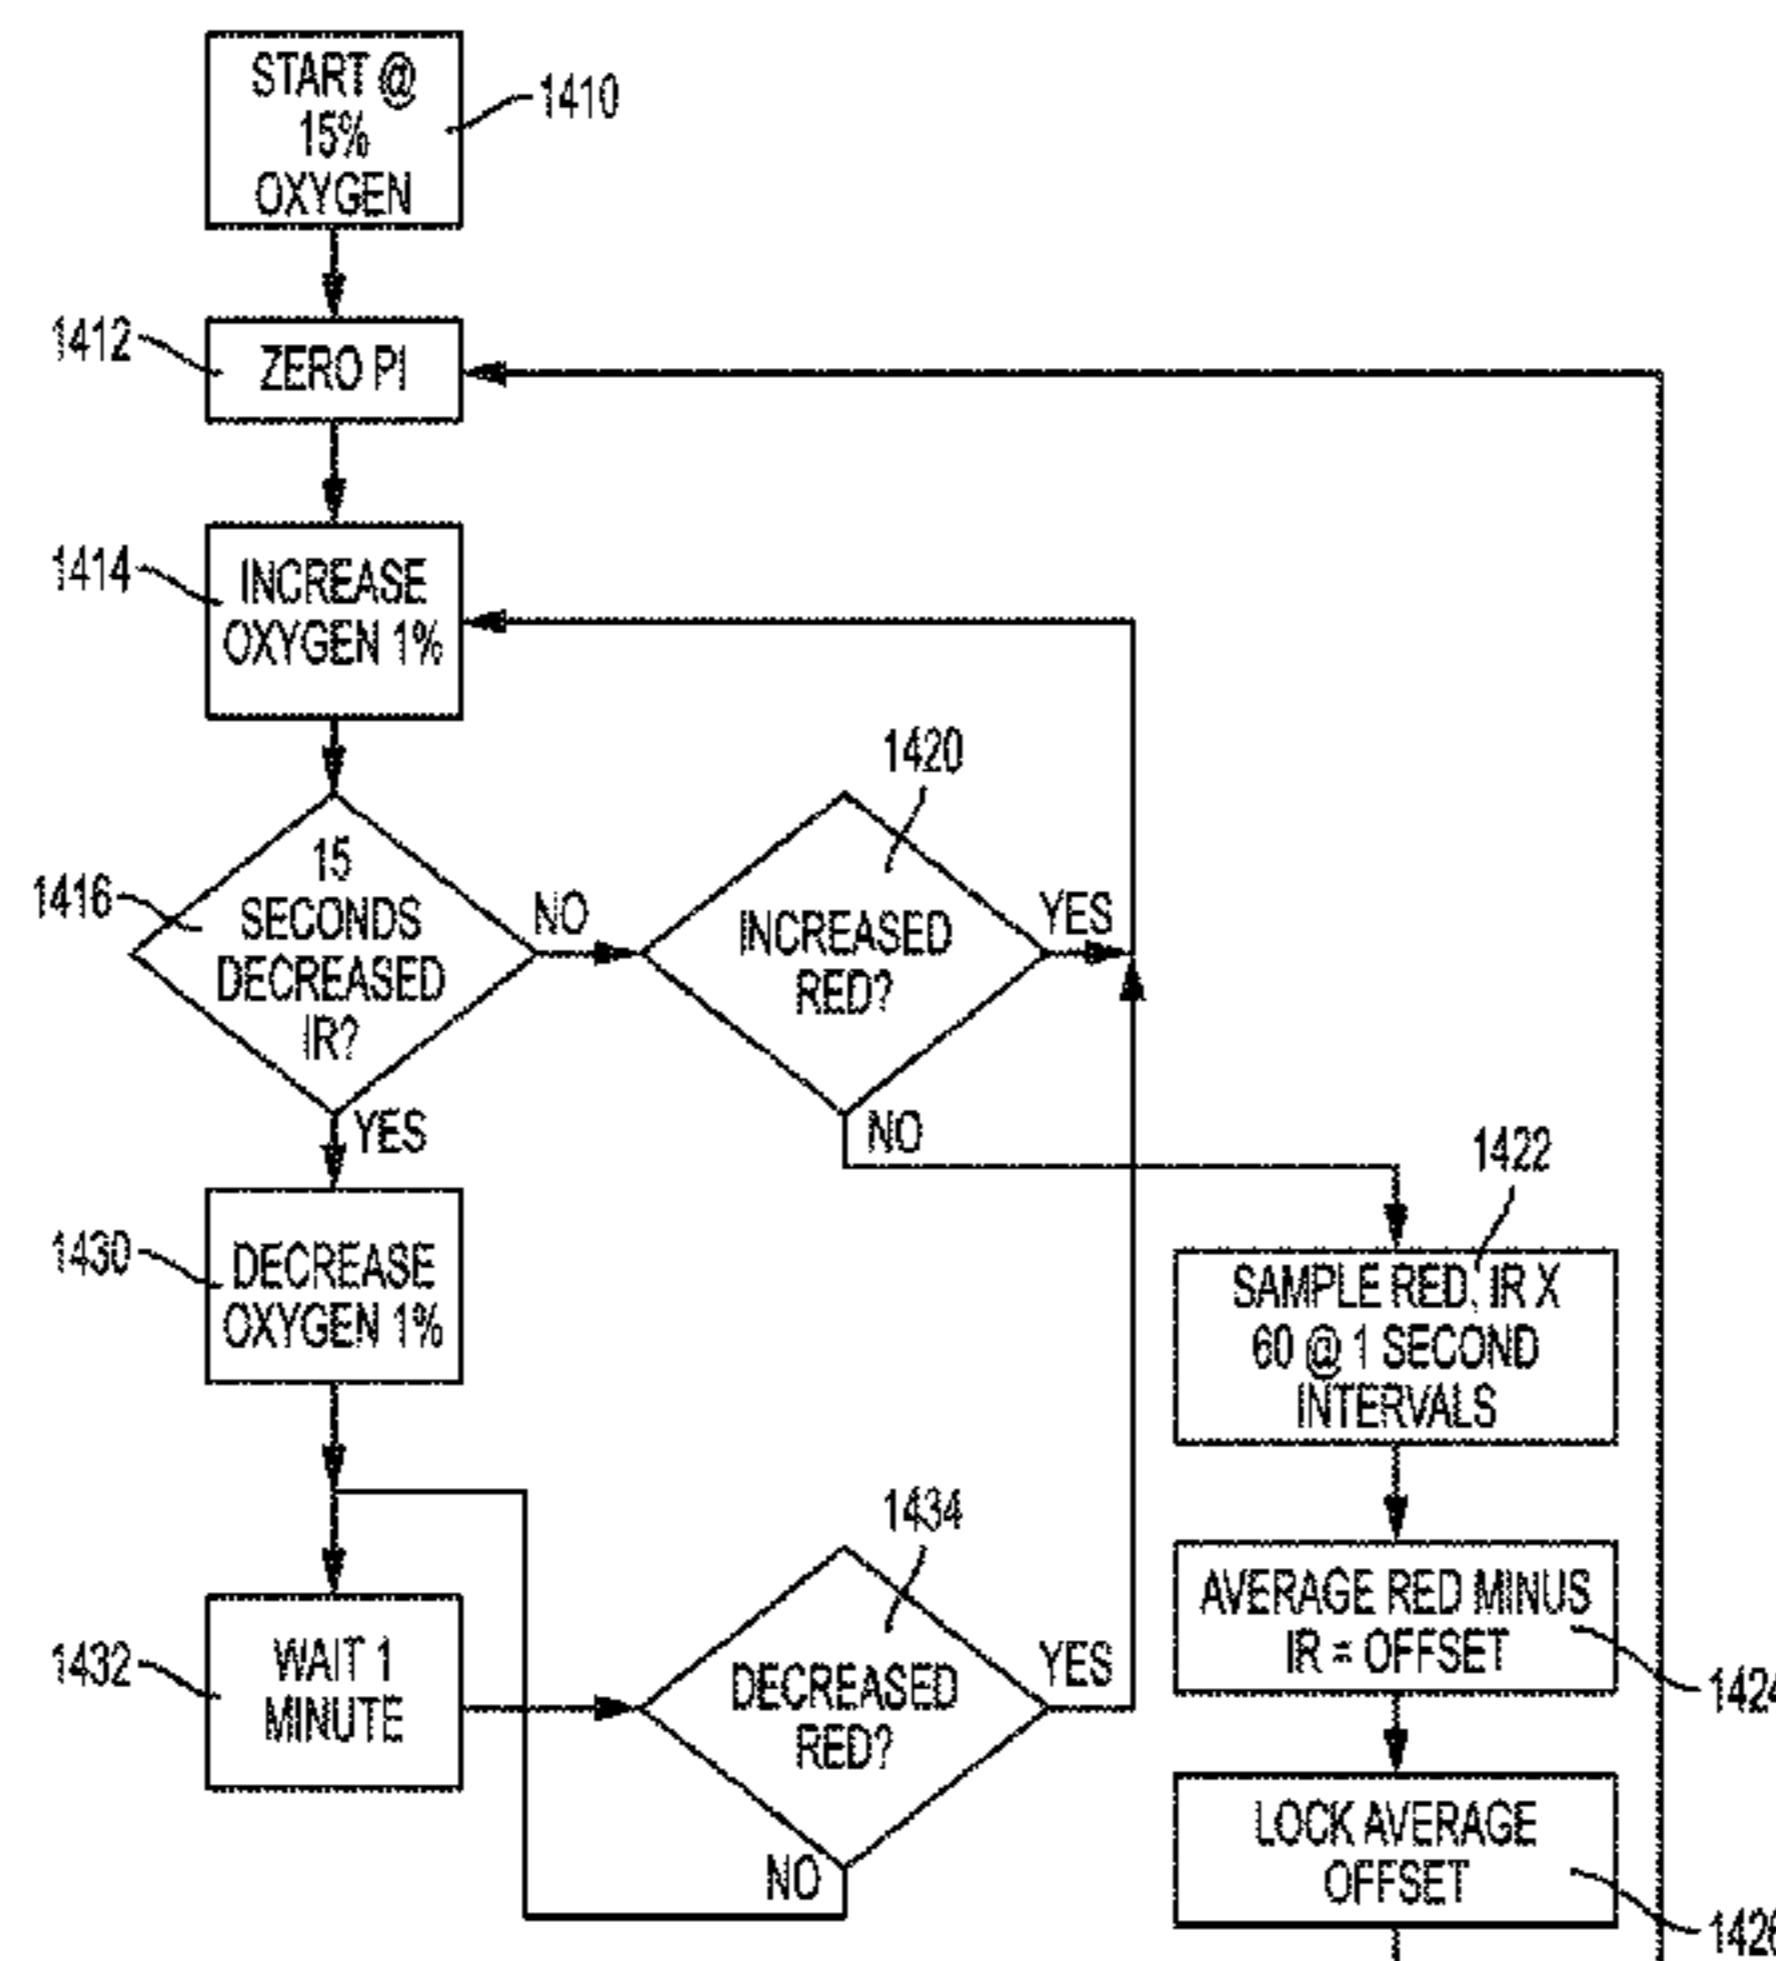 START @
15%
OXYGEN
1410
1412
ZERO PI
1414
INCREASE
OXYGEN 1%
1416
15
SECONDS
DECREASED
IR?
NO
1420
INCREASED
RED?
YES
YES
NO
1430
DECREASE
OXYGEN 1%
1422
SAMPLE RED, IR X
60 @ 1 SECOND
INTERVALS
1432
WAIT 1
MINUTE
1434
DECREASED
RED?
YES
NO
AVERAGE RED MINUS
IR = OFFSET
1424
LOCK AVERAGE
OFFSET